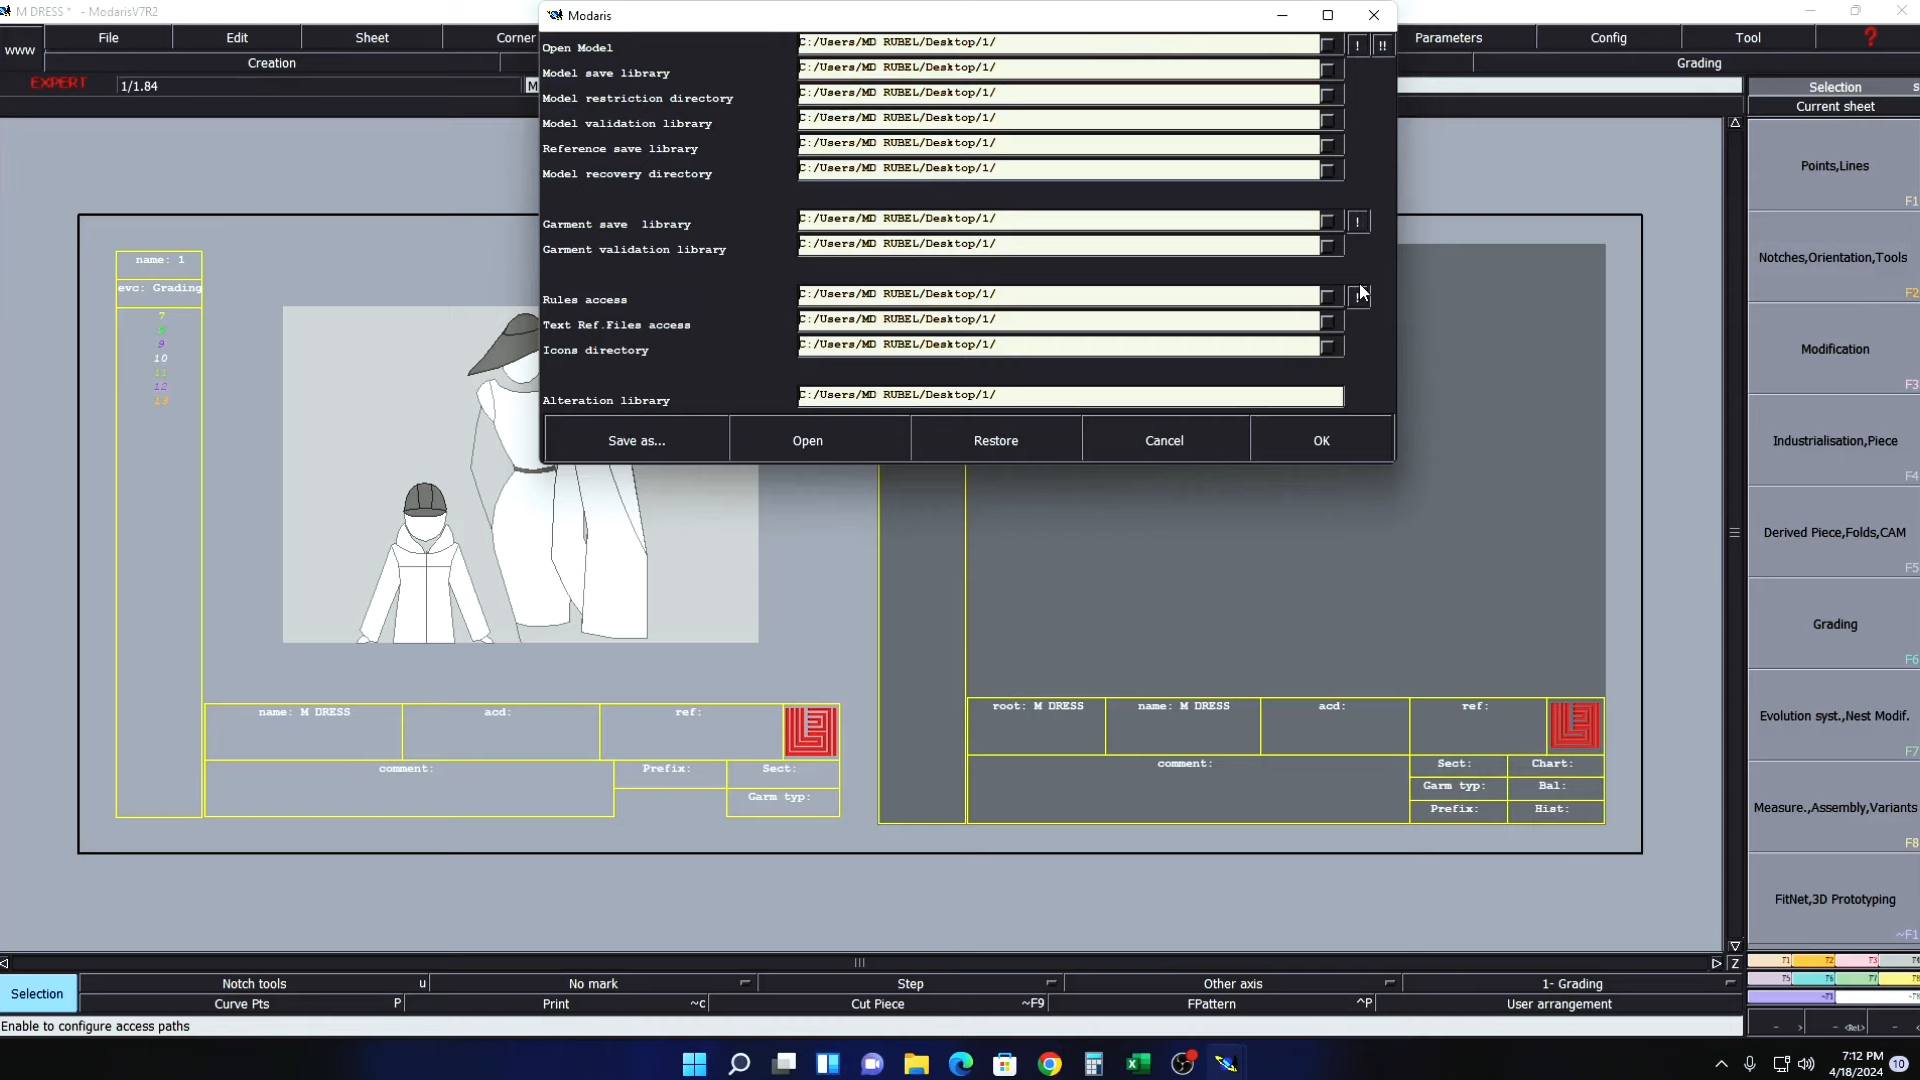 M DRESS * - ModarisV7R2
Modaris
www
File
Edit
Sheet
Corner
Parameters
Config
Tool
?
Creation
Grading
EXPERT
1/1.84
M
Open Model
C:/Users/MD RUBEL/Desktop/1/
!
!!
Model save library
C:/Users/MD RUBEL/Desktop/1/
Model restriction directory
C:/Users/MD RUBEL/Desktop/1/
Model validation library
C:/Users/MD RUBEL/Desktop/1/
Reference save library
C:/Users/MD RUBEL/Desktop/1/
Model recovery directory
C:/Users/MD RUBEL/Desktop/1/
Garment save library
C:/Users/MD RUBEL/Desktop/1/
!
Garment validation library
C:/Users/MD RUBEL/Desktop/1/
Rules access
C:/Users/MD RUBEL/Desktop/1/
!
Text Ref.Files access
C:/Users/MD RUBEL/Desktop/1/
Icons directory
C:/Users/MD RUBEL/Desktop/1/
Alteration library
C:/Users/MD RUBEL/Desktop/1/
Save as...
Open
Restore
Cancel
OK
name: 1
evc: Grading
7
8
9
10
11
12
13
name: M DRESS
acd:
ref:
comment:
Prefix:
Sect:
Garm typ:
root: M DRESS
name: M DRESS
acd:
ref:
comment:
Sect:
Chart:
Garm typ:
Bal:
Prefix:
Hist:
Selection
s
Current sheet
Points,Lines
F1
Notches,Orientation,Tools
F2
Modification
F3
Industrialisation,Piece
F4
Derived Piece,Folds,CAM
F5
Grading
F6
Evolution syst.,Nest Modif.
F7
Measure.,Assembly,Variants
F8
FitNet,3D Prototyping
~F1
Z
Selection
Notch tools
u
No mark
Step
Other axis
1- Grading
Curve Pts
P
Print
~c
Cut Piece
~F9
FPattern
^P
User arrangement
Enable to configure access paths
7:12 PM
4/18/2024
10